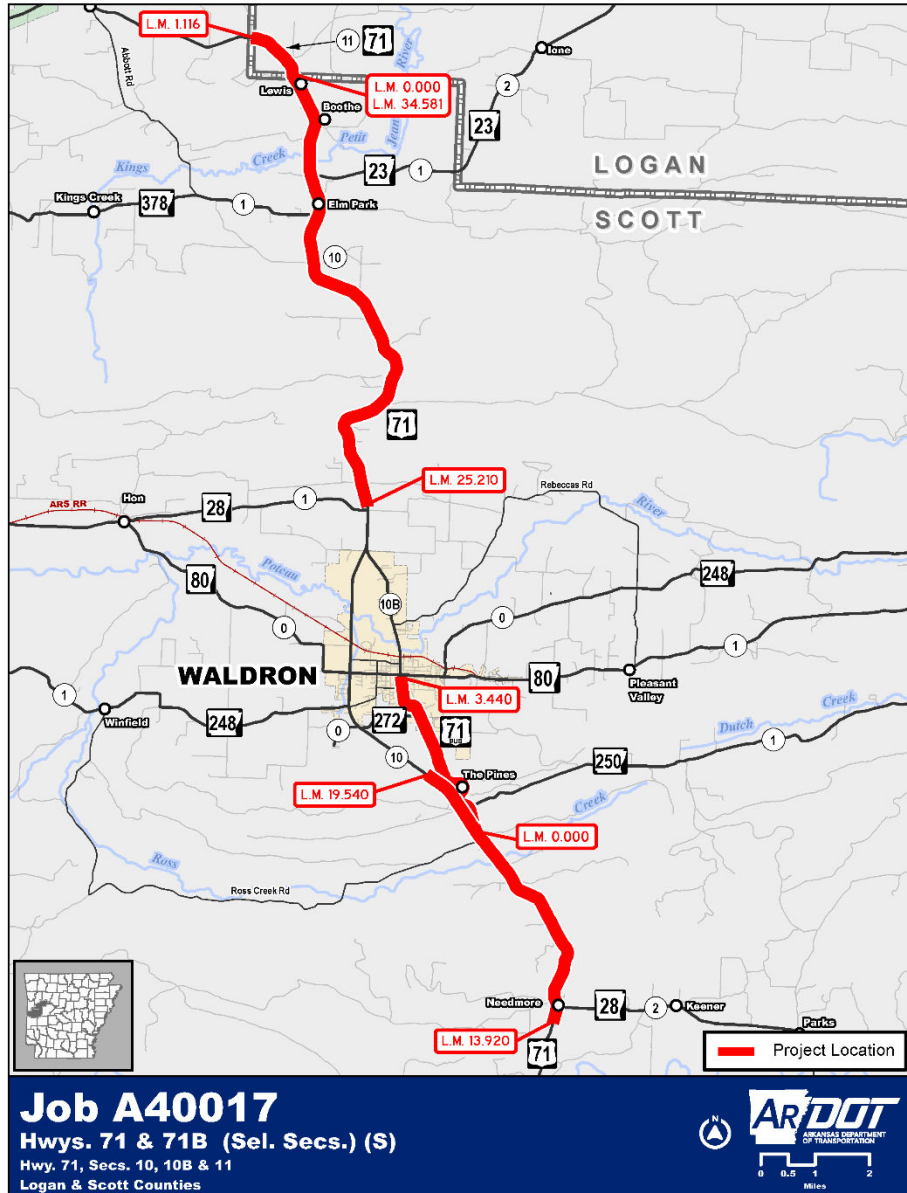 L.M. 1.116
11
71
Abbott Rd
Ione
River
2
Lewis
L.M. 0.000
L.M. 34.581
Boothe
23
Jean
Petit
Kings
Creek
23
1
LOGAN
Kings Creek
378
1
Elm Park
SCOTT
10
71
L.M. 25.210
Rebeccas Rd
ARS RR
Hon
28
1
River
Poteau
80
248
10B
0
0
1
WALDRON
80
Pleasant
Valley
1
L.M. 3.440
Winfield
248
272
71
BUS
0
Dutch
Creek
1
10
250
The Pines
L.M. 19.540
Creek
L.M. 0.000
Ross
Ross Creek Rd
Needmore
28
2
Keener
Parks
L.M. 13.920
71
Project Location
Job A40017
Hwys. 71 & 71B (Sel. Secs.) (S)
Hwy. 71, Secs. 10, 10B & 11
Logan & Scott Counties
N
ARDOT
ARKANSAS DEPARTMENT
OF TRANSPORTATION
0 0.5 1 2
Miles